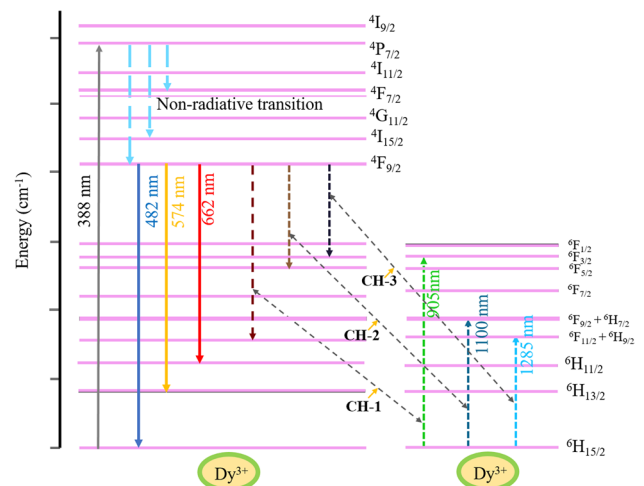 Energy (cm⁻¹)
⁴I₉/₂
⁴P₇/₂
⁴I₁₁/₂
⁴F₇/₂
⁴G₁₁/₂
⁴I₁₅/₂
⁴F₉/₂
Non-radiative transition
388 nm
482 nm
574 nm
662 nm
CH-1
CH-2
CH-3
905nm
1100 nm
1285 nm
⁶F₁/₂
⁶F₃/₂
⁶F₅/₂
⁶F₇/₂
⁶F₉/₂ + ⁶H₇/₂
⁶F₁₁/₂ + ⁶H₉/₂
⁶H₁₁/₂
⁶H₁₃/₂
⁶H₁₅/₂
Dy³⁺
Dy³⁺